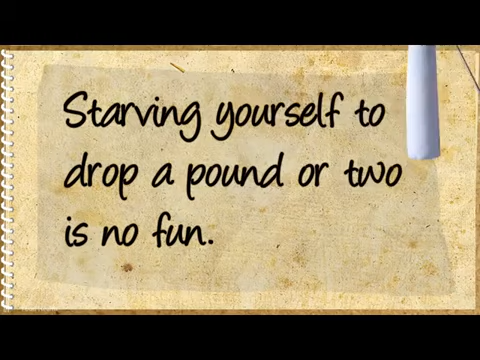 Starving yourself to
drop a pound or two
is no fun.